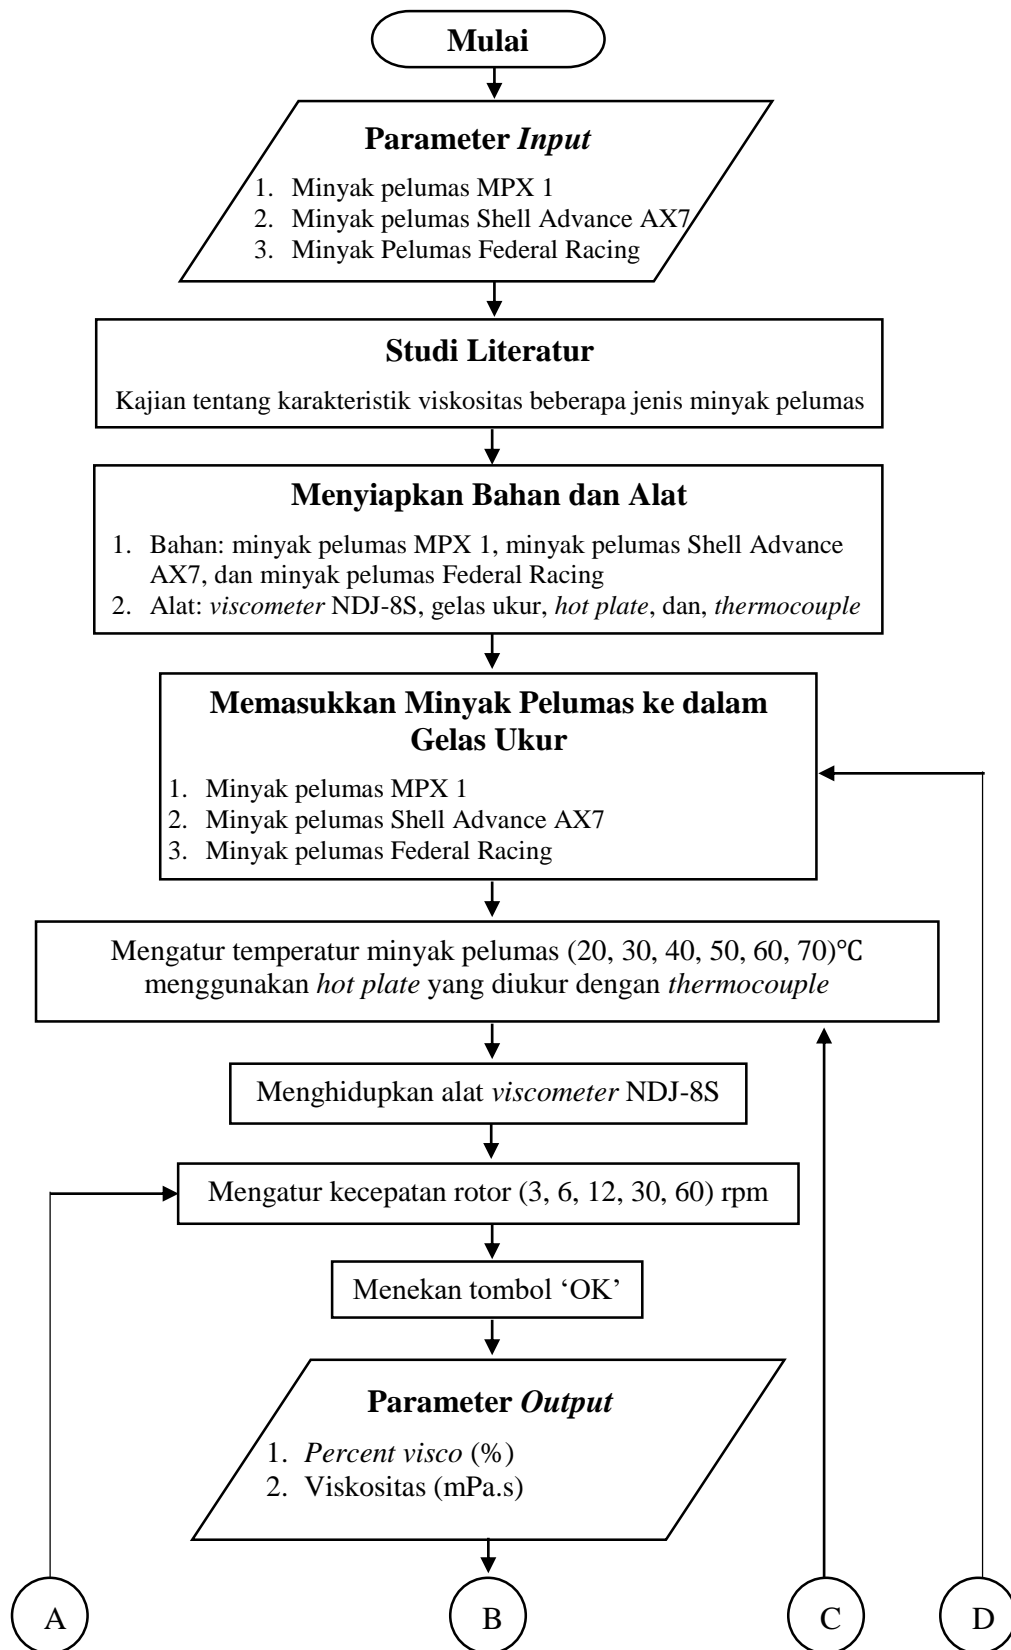 Mulai
Parameter Input
1. Minyak pelumas MPX 1
2. Minyak pelumas Shell Advance AX7
3. Minyak Pelumas Federal Racing
Studi Literatur
Kajian tentang karakteristik viskositas beberapa jenis minyak pelumas
Menyiapkan Bahan dan Alat
1. Bahan: minyak pelumas MPX 1, minyak pelumas Shell Advance
AX7, dan minyak pelumas Federal Racing
2. Alat: viscometer NDJ-8S, gelas ukur, hot plate, dan, thermocouple
Memasukkan Minyak Pelumas ke dalam
Gelas Ukur
1. Minyak pelumas MPX 1
2. Minyak pelumas Shell Advance AX7
3. Minyak pelumas Federal Racing
Mengatur temperatur minyak pelumas (20, 30, 40, 50, 60, 70)℃
menggunakan hot plate yang diukur dengan thermocouple
Menghidupkan alat viscometer NDJ-8S
Mengatur kecepatan rotor (3, 6, 12, 30, 60) rpm
Menekan tombol ‘OK’
Parameter Output
1. Percent visco (%)
2. Viskositas (mPa.s)
A
B
C
D